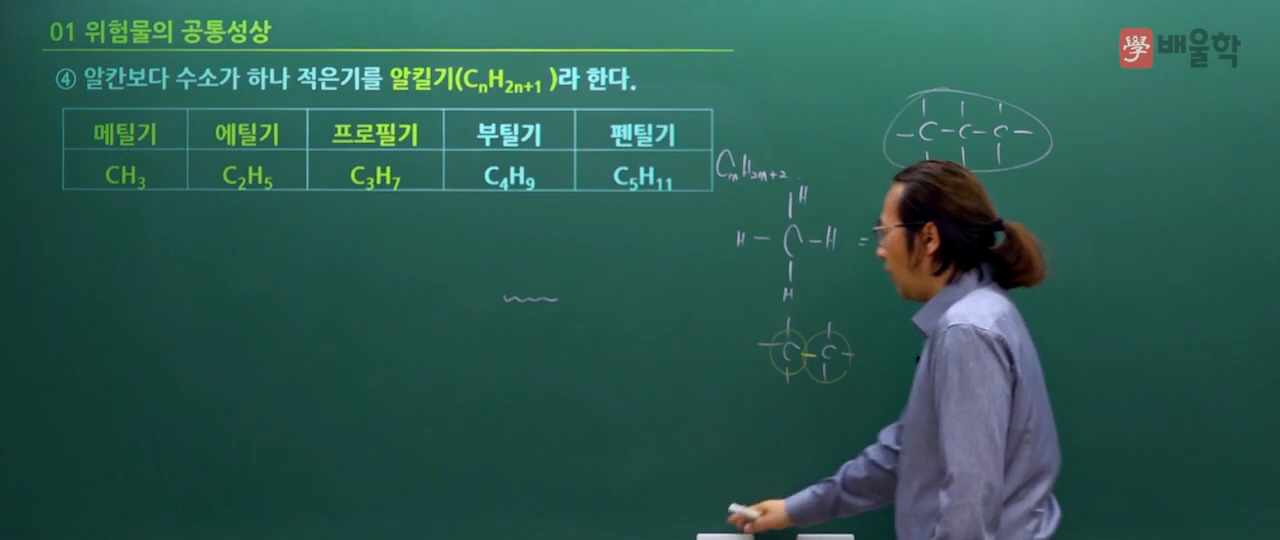 01 위험물의 공통성상
學 배울학
④ 알칸보다 수소가 하나 적은기를 알킬기(CₙH₂ₙ₊₁ )라 한다.
메틸기 에틸기 프로필기 부틸기 펜틸기
CH₃ C₂H₅ C₃H₇ C₄H₉ C₅H₁₁
CₙH₂ₙ₊₂
-C-C-C-
H
H-C-H =
H
-C-C-